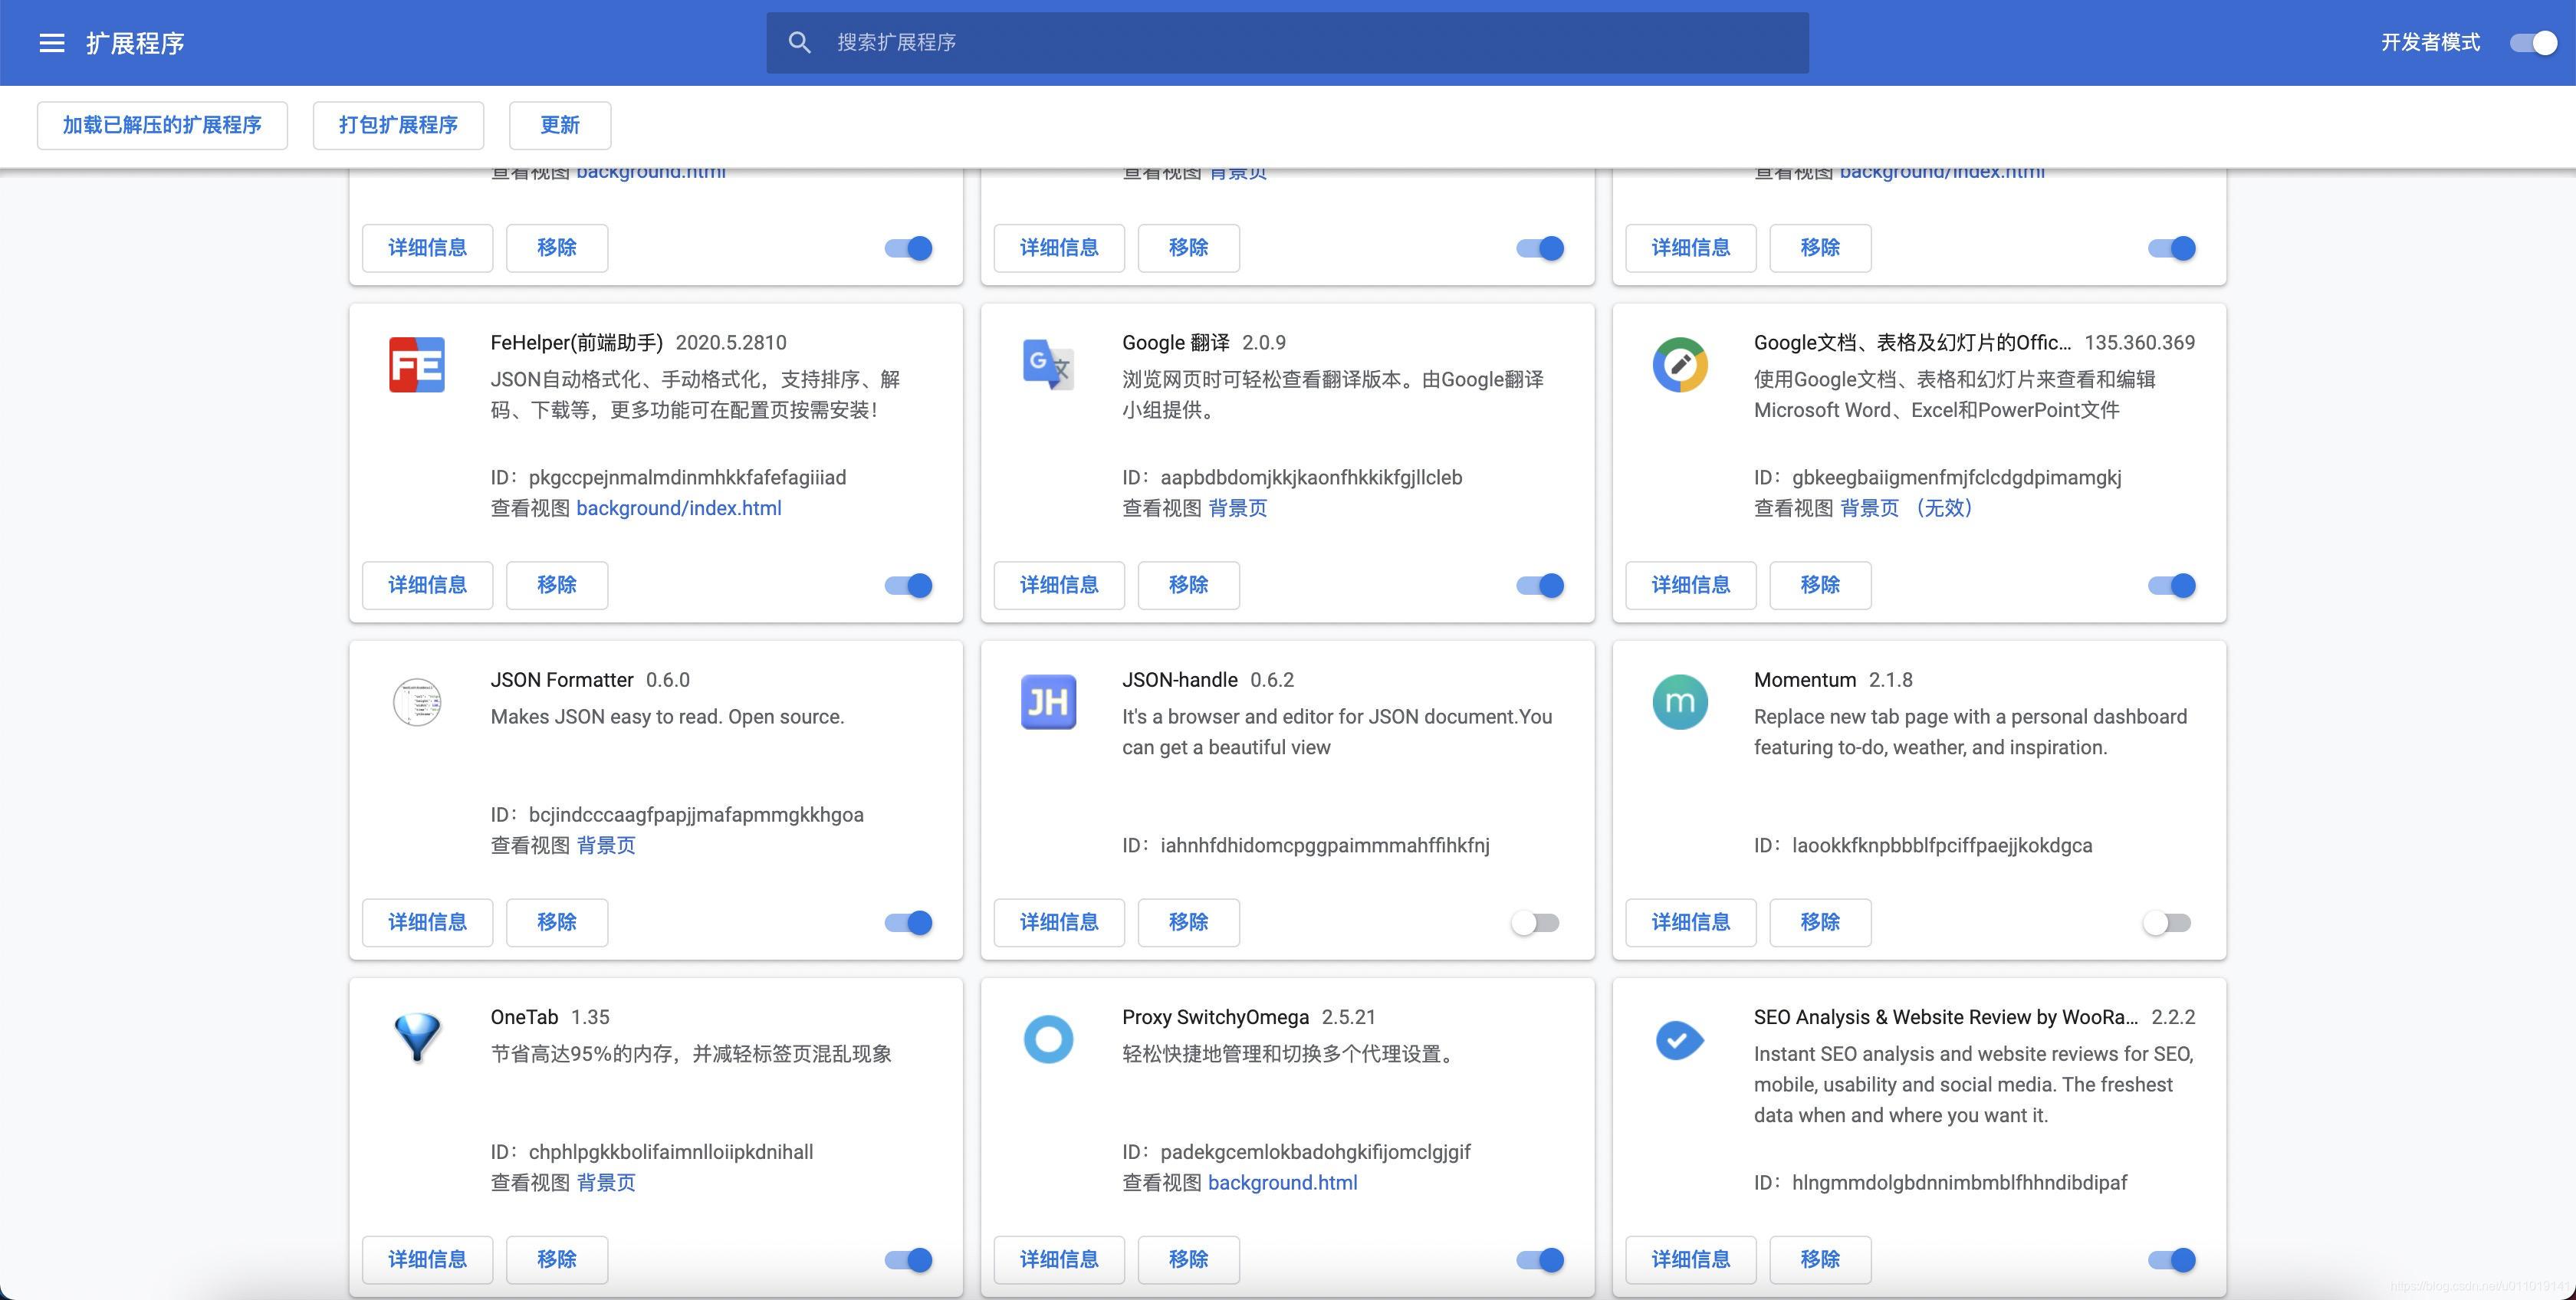 扩展程序
搜索扩展程序
开发者模式
加载已解压的扩展程序
打包扩展程序
更新
查看视图 background.html
查看视图 背景页
查看视图 background/index.html
详细信息
移除
详细信息
移除
详细信息
移除
FE
FeHelper(前端助手) 2020.5.2810
JSON自动格式化、手动格式化，支持排序、解
码、下载等，更多功能可在配置页按需安装！
ID：pkgccpejnmalmdinmhkkfafefagiiiad
查看视图 background/index.html
详细信息
移除
G 文
Google 翻译 2.0.9
浏览网页时可轻松查看翻译版本。由Google翻译
小组提供。
ID：aapbdbdomjkkjkaonfhkkikfgjllcleb
查看视图 背景页
详细信息
移除
Google文档、表格及幻灯片的Offic... 135.360.369
使用Google文档、表格和幻灯片来查看和编辑
Microsoft Word、Excel和PowerPoint文件
ID：gbkeegbaiigmenfmjfclcdgdpimamgkj
查看视图 背景页 （无效）
详细信息
移除
JSON Formatter 0.6.0
Makes JSON easy to read. Open source.
ID：bcjindcccaagfpapjjmafapmmgkkhgoa
查看视图 背景页
详细信息
移除
JH
JSON-handle 0.6.2
It's a browser and editor for JSON document.You
can get a beautiful view
ID：iahnhfdhidomcpggpaimmmahffihkfnj
详细信息
移除
m
Momentum 2.1.8
Replace new tab page with a personal dashboard
featuring to-do, weather, and inspiration.
ID：laookkfknpbbblfpciffpaejjkokdgca
详细信息
移除
OneTab 1.35
节省高达95%的内存，并减轻标签页混乱现象
ID：chphlpgkkbolifaimnlloiipkdnihall
查看视图 背景页
详细信息
移除
Proxy SwitchyOmega 2.5.21
轻松快捷地管理和切换多个代理设置。
ID：padekgcemlokbadohgkifijomclgjgif
查看视图 background.html
详细信息
移除
SEO Analysis & Website Review by WooRa... 2.2.2
Instant SEO analysis and website reviews for SEO,
mobile, usability and social media. The freshest
data when and where you want it.
ID：hlngmmdolgbdnnimbmblfhhndibdipaf
详细信息
移除